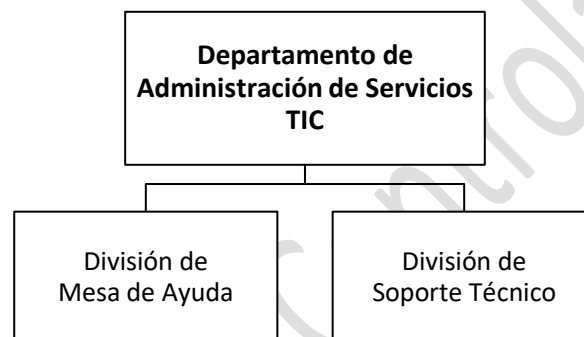 Departamento de
Administración de Servicios
TIC
División de
Mesa de Ayuda
División de
Soporte Técnico